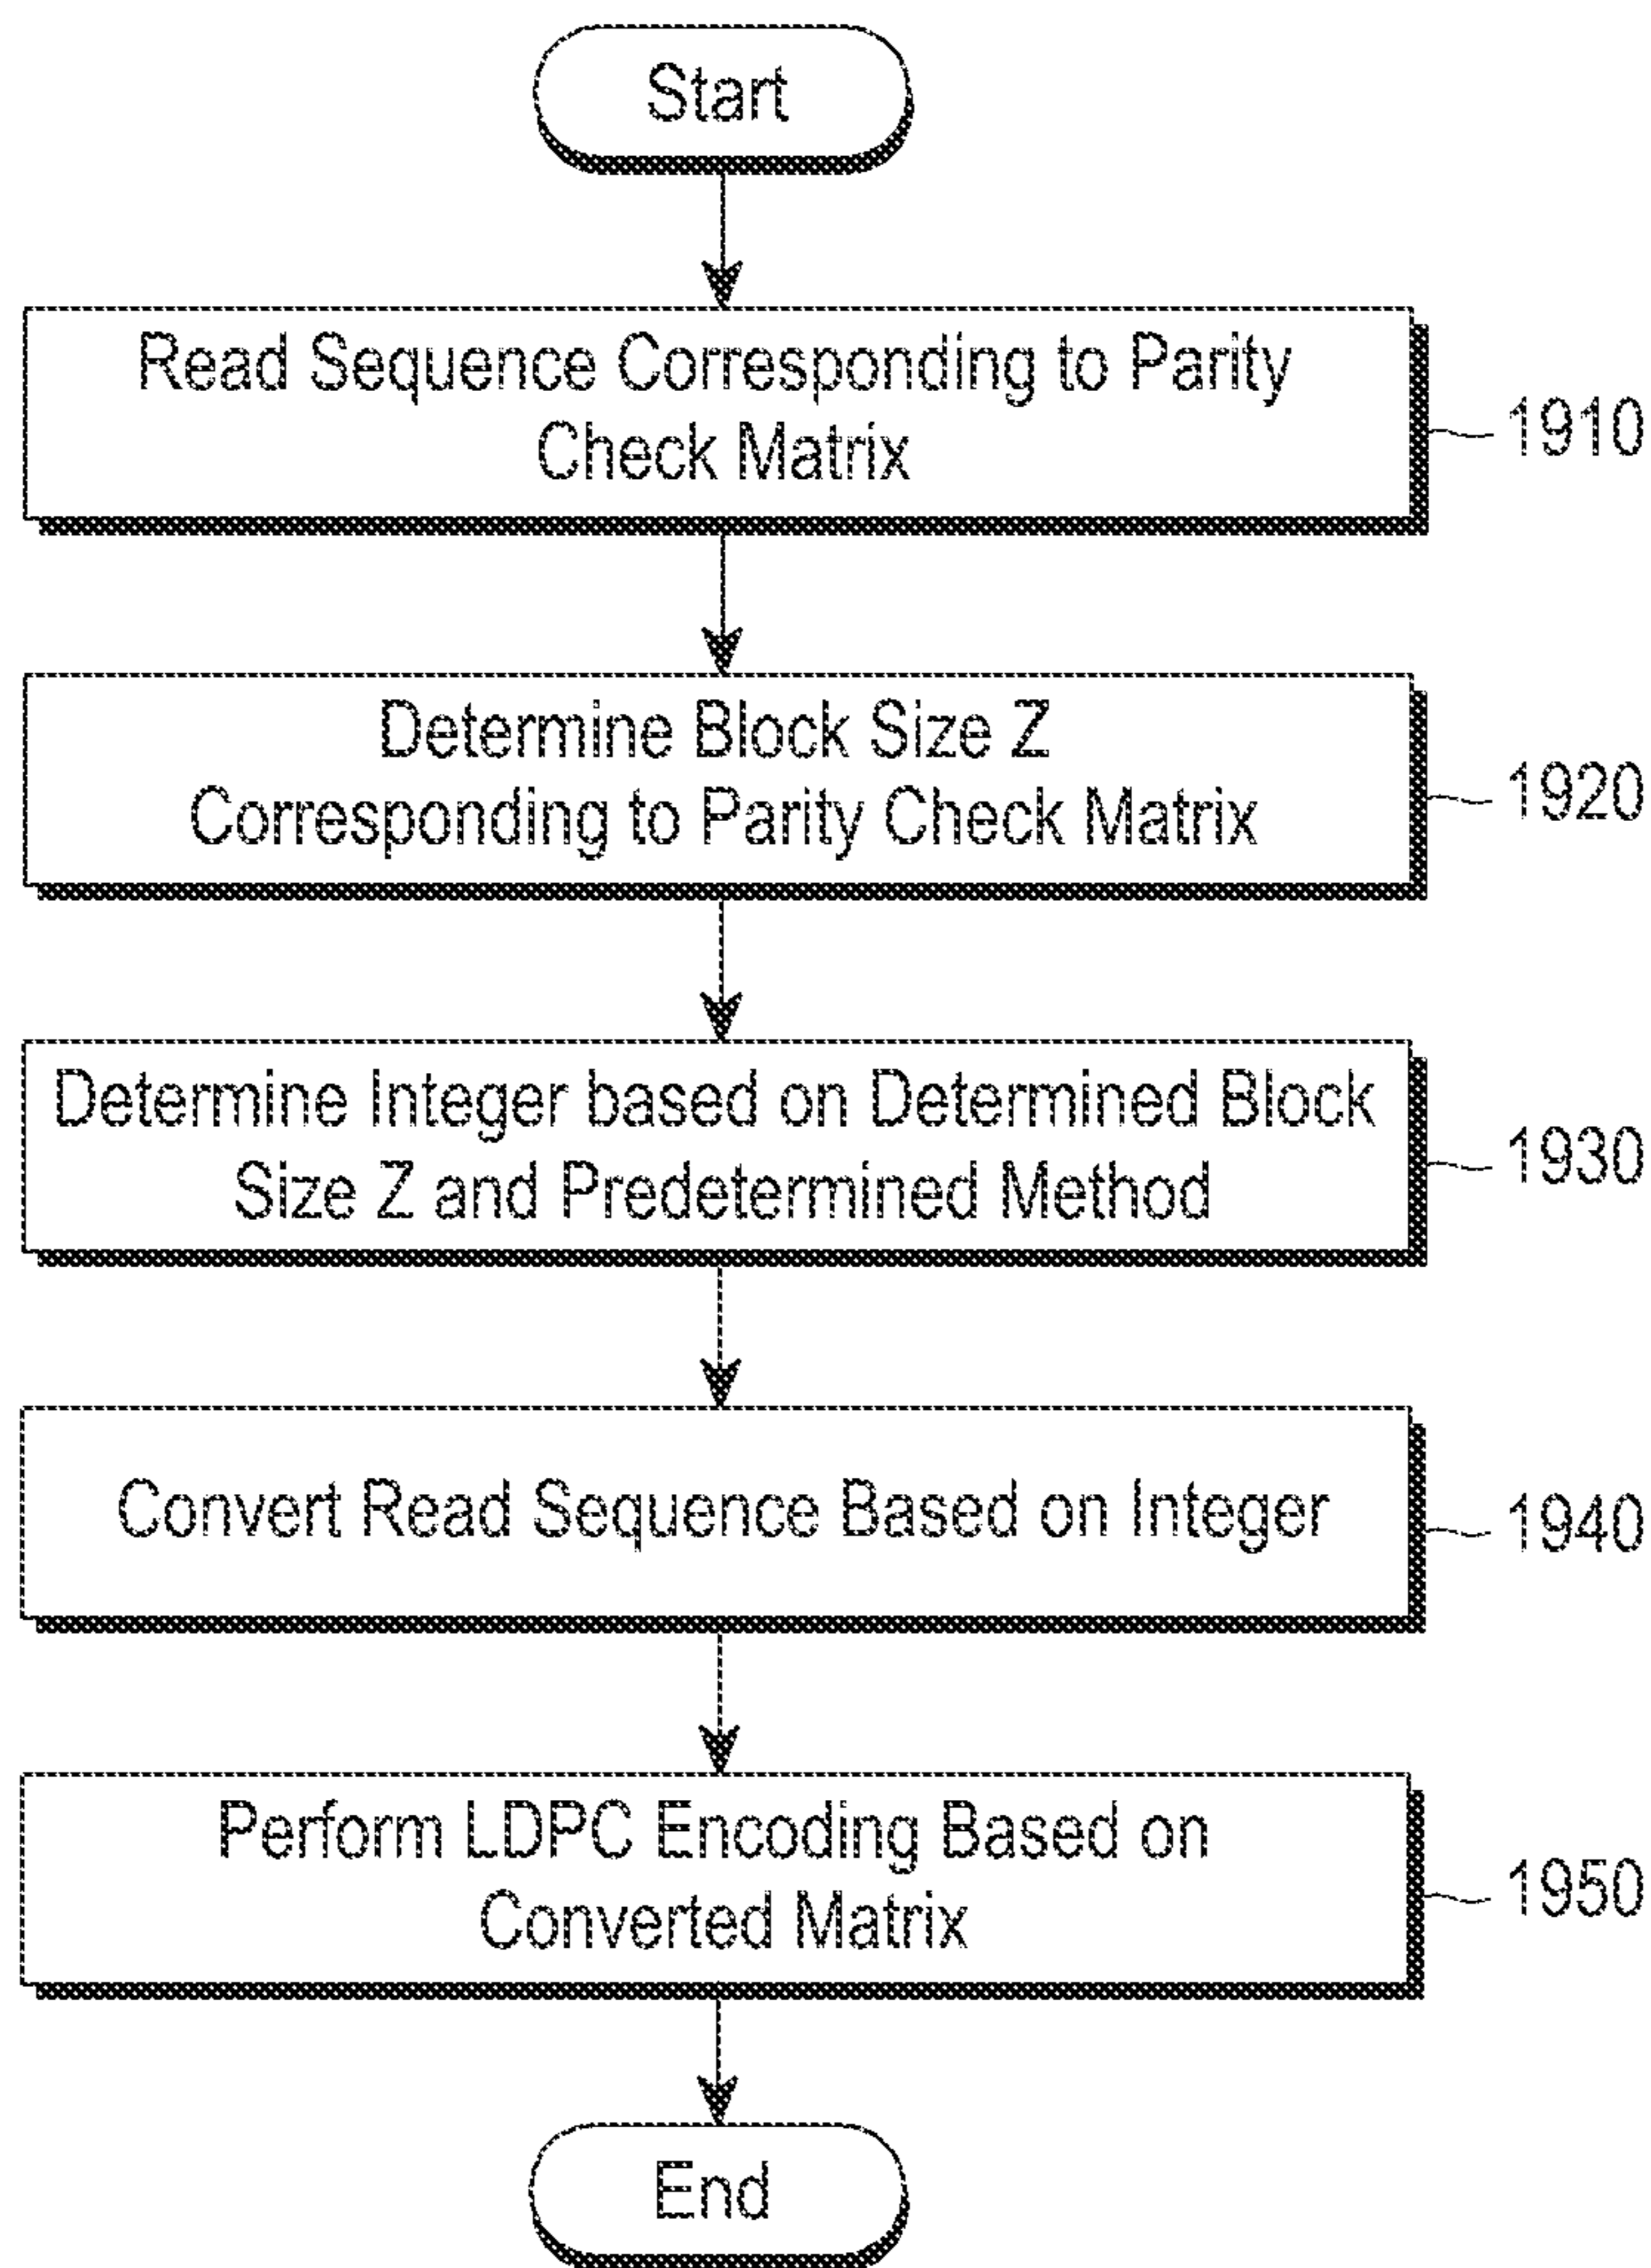 Start
Read Sequence Corresponding to Parity
Check Matrix
1910
Determine Block Size Z
Corresponding to Parity Check Matrix
1920
Determine Integer based on Determined Block
Size Z and Predetermined Method
1930
Convert Read Sequence Based on Integer
1940
Perform LDPC Encoding Based on
Converted Matrix
1950
End